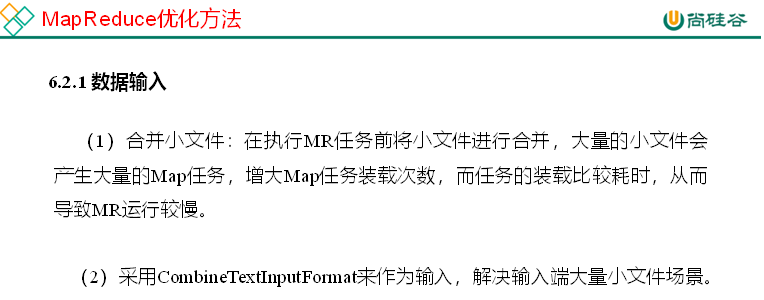 MapReduce优化方法
尚硅谷
6.2.1 数据输入
（1）合并小文件：在执行MR任务前将小文件进行合并，大量的小文件会
产生大量的Map任务，增大Map任务装载次数，而任务的装载比较耗时，从而
导致MR运行较慢。
（2）采用CombineTextInputFormat来作为输入，解决输入端大量小文件场景。